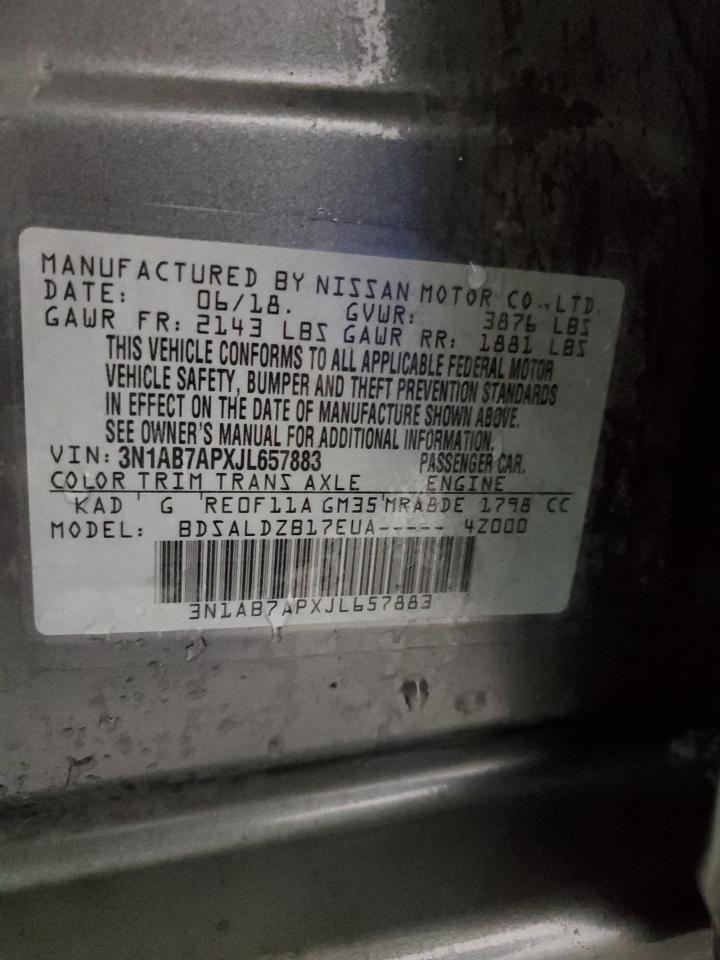 MANUFACTURED BY NISSAN MOTOR CO.,LTD.
DATE: 06/18. GVWR: 3876 LBS
GAWR FR: 2143 LBS GAWR RR: 1881 LBS
THIS VEHICLE CONFORMS TO ALL APPLICABLE FEDERAL MOTOR
VEHICLE SAFETY, BUMPER AND THEFT PREVENTION STANDARDS
IN EFFECT ON THE DATE OF MANUFACTURE SHOWN ABOVE.
SEE OWNER'S MANUAL FOR ADDITIONAL INFORMATION.
VIN: 3N1AB7APXJL657883 PASSENGER CAR.
COLOR TRIM TRANS AXLE ENGINE
KAD G RE0F11A GM35 MRA8DE 1798 CC
MODEL: BDSALDZB17EUA----- 4Z000
3N1AB7APXJL657883